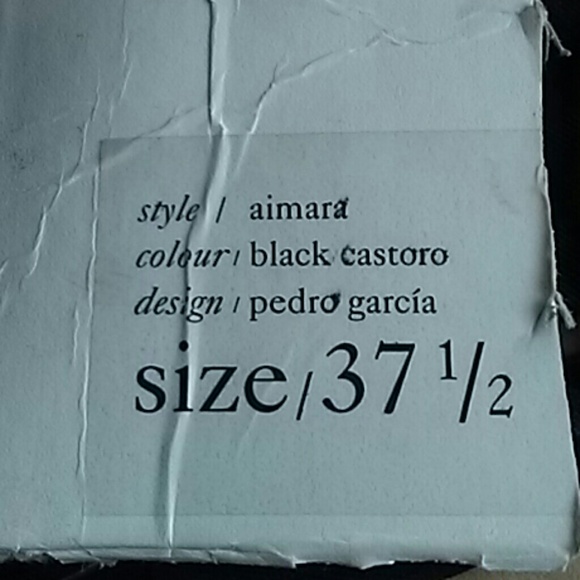 style / aimara
colour / black castoro
design / pedro garcía
size / 37 1/2